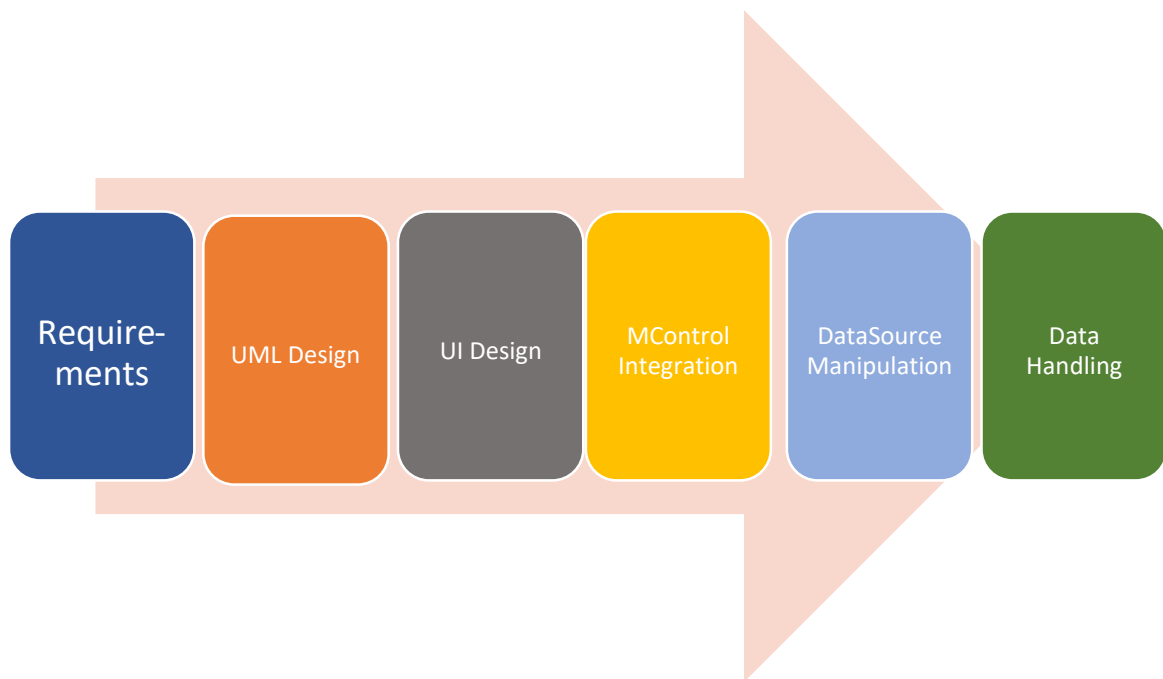 Require-
ments
UML Design
UI Design
MControl
Integration
DataSource
Manipulation
Data
Handling